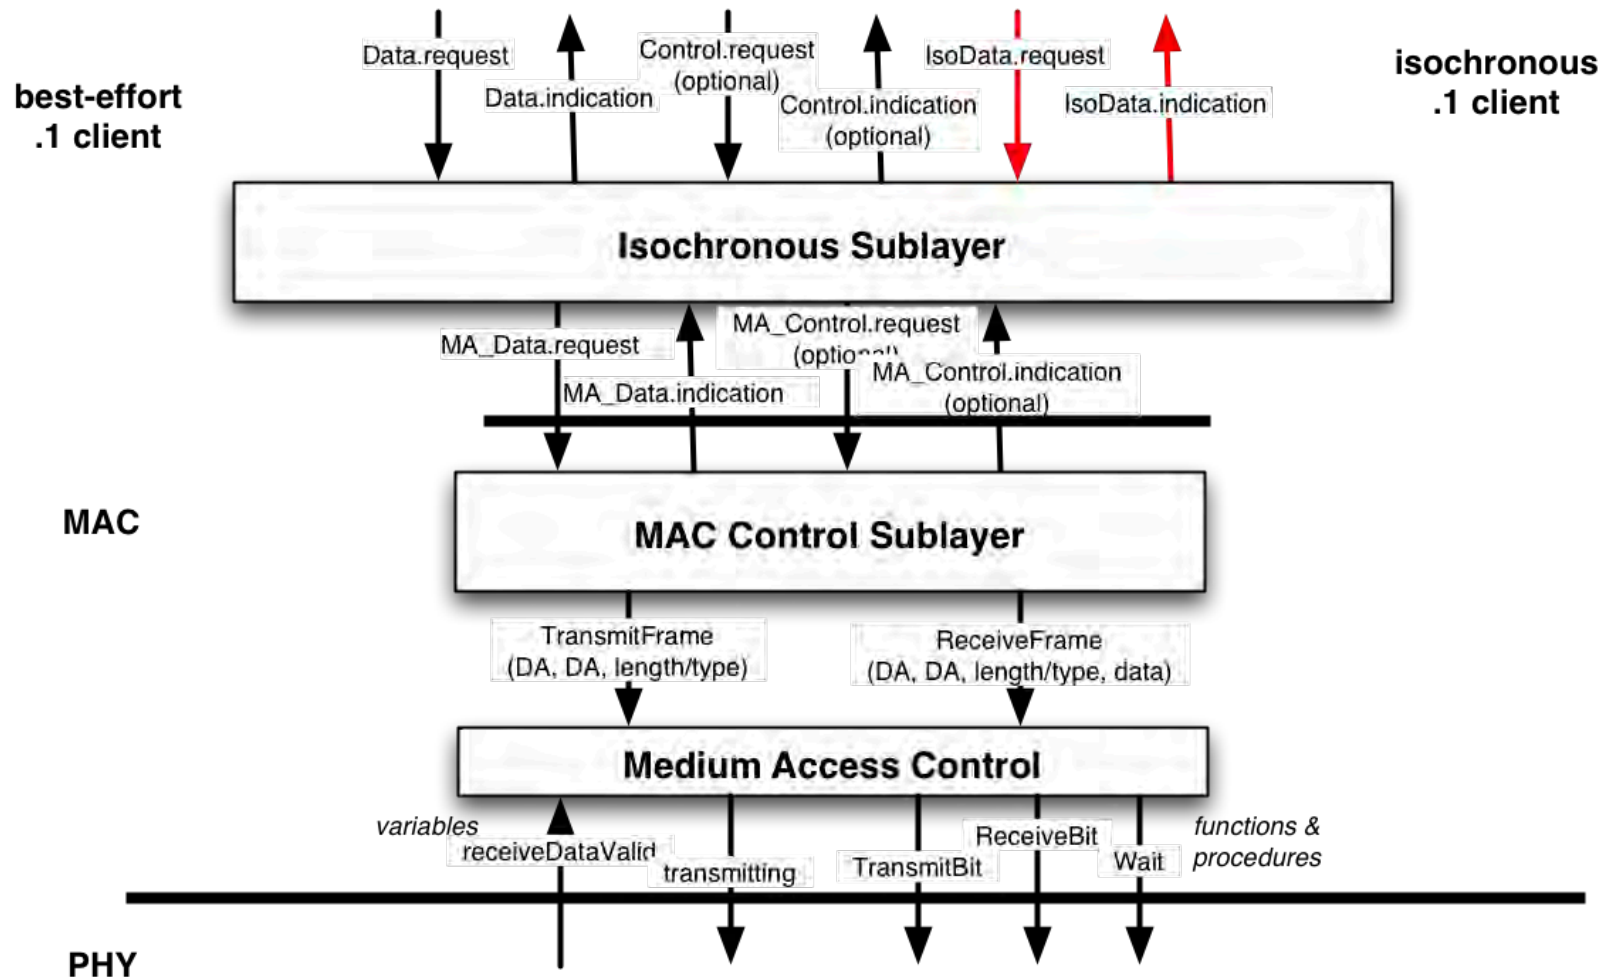 Data.request
Data.indication
Control.request
(optional)
Control.indication
(optional)
IsoData.request
IsoData.indication
best-effort
.1 client
isochronous
.1 client
Isochronous Sublayer
MA_Data.request
MA_Data.indication
MA_Control.request
(optional)
MA_Control.indication
(optional)
MAC
MAC Control Sublayer
TransmitFrame
(DA, DA, length/type)
ReceiveFrame
(DA, DA, length/type, data)
Medium Access Control
variables
receiveDataValid
transmitting
TransmitBit
ReceiveBit
Wait
functions &
procedures
PHY